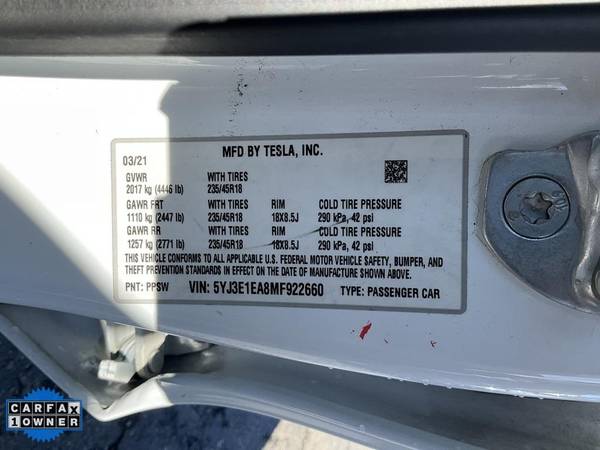 MFD BY TESLA, INC.
03/21
GVWR WITH TIRES
2017 kg (4446 lb) 235/45R18
GAWR FRT WITH TIRES RIM COLD TIRE PRESSURE
1110 kg (2447 lb) 235/45R18 18X8.5J 290 kPa, 42 psi
GAWR RR WITH TIRES RIM COLD TIRE PRESSURE
1257 kg (2771 lb) 235/45R18 18X8.5J 290 kPa, 42 psi
THIS VEHICLE CONFORMS TO ALL APPLICABLE U.S. FEDERAL MOTOR VEHICLE SAFETY, BUMPER, AND
THEFT PREVENTION STANDARDS IN EFFECT ON THE DATE OF MANUFACTURE SHOWN ABOVE.
PNT: PPSW VIN: 5YJ3E1EA8MF922660 TYPE: PASSENGER CAR
CARFAX
1 OWNER